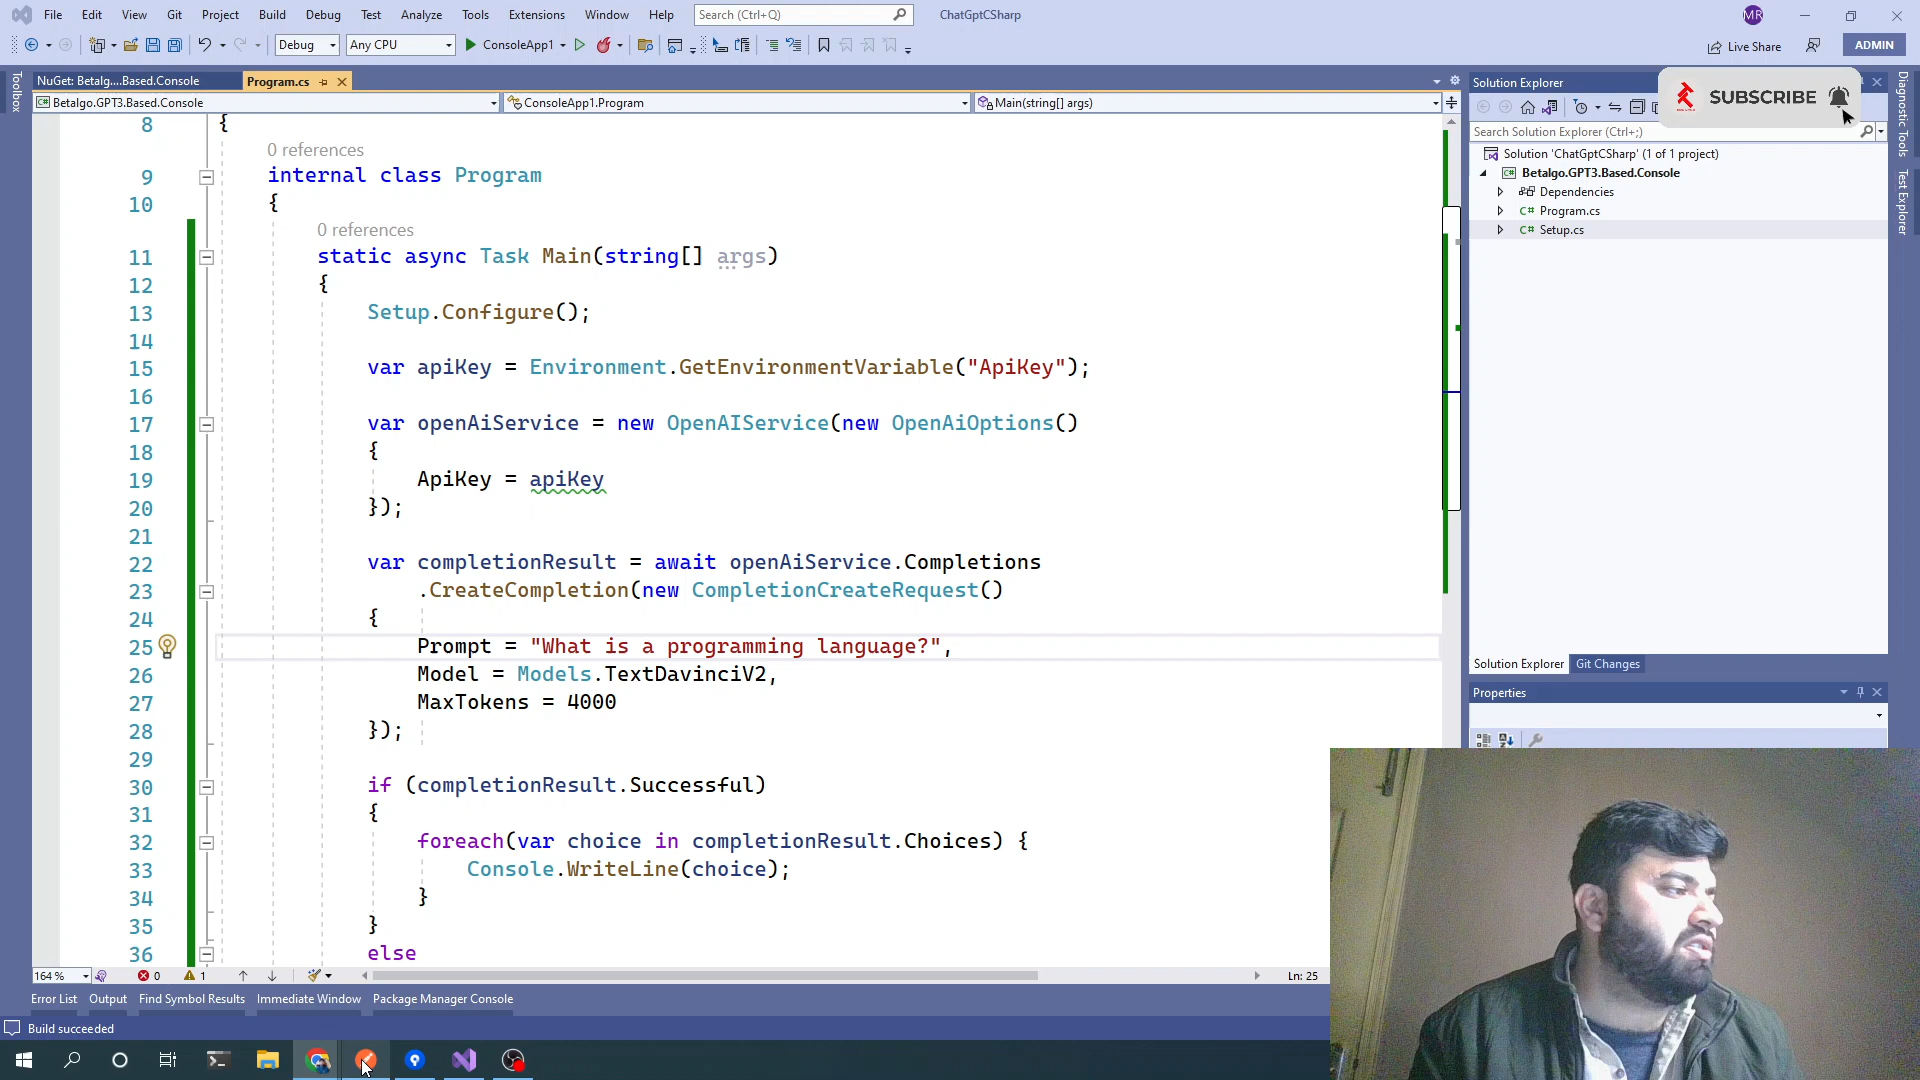 File Edit View Git Project Build Debug Test Analyze Tools Extensions Window Help Search (Ctrl+Q) ChatGptCSharp MR
Debug Any CPU ConsoleApp1 Live Share ADMIN
NuGet: Betalg....Based.Console Program.cs
Betalgo.GPT3.Based.Console ConsoleApp1.Program Main(string[] args)
Toolbox
8 {
0 references
9 internal class Program
10 {
0 references
11 static async Task Main(string[] args)
12 {
13 Setup.Configure();
14
15 var apiKey = Environment.GetEnvironmentVariable("ApiKey");
16
17 var openAiService = new OpenAIService(new OpenAiOptions()
18 {
19 ApiKey = apiKey
20 });
21
22 var completionResult = await openAiService.Completions
23 .CreateCompletion(new CompletionCreateRequest()
24 {
25 Prompt = "What is a programming language?",
26 Model = Models.TextDavinciV2,
27 MaxTokens = 4000
28 });
29
30 if (completionResult.Successful)
31 {
32 foreach(var choice in completionResult.Choices) {
33 Console.WriteLine(choice);
34 }
35 }
36 else
164 % 0 1 Ln: 25
Error List Output Find Symbol Results Immediate Window Package Manager Console
Build succeeded
Solution Explorer
SUBSCRIBE
Search Solution Explorer (Ctrl+;)
Solution 'ChatGptCSharp' (1 of 1 project)
Betalgo.GPT3.Based.Console
Dependencies
C# Program.cs
C# Setup.cs
Solution Explorer Git Changes
Properties
Diagnostic Tools
Test Explorer